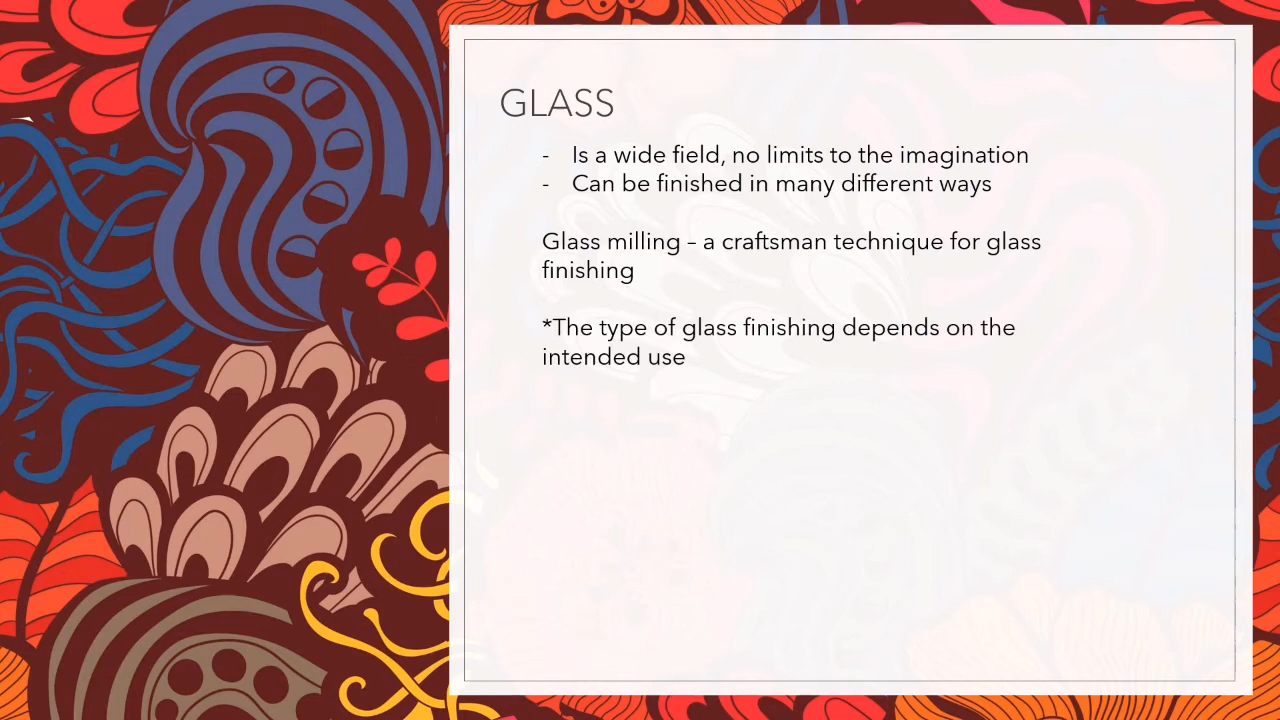 GLASS
- Is a wide field, no limits to the imagination
- Can be finished in many different ways
Glass milling – a craftsman technique for glass
finishing
*The type of glass finishing depends on the
intended use